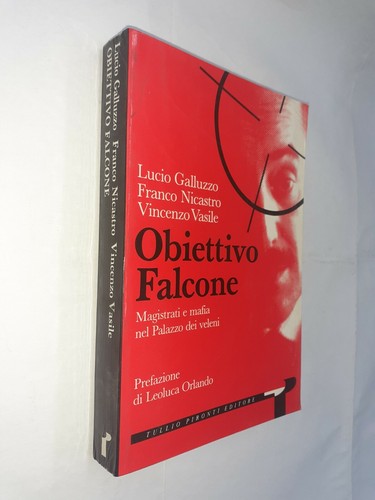 Lucio Galluzzo Franco Nicastro Vincenzo Vasile
OBIETTIVO FALCONE
Lucio Galluzzo
Franco Nicastro
Vincenzo Vasile
Obiettivo
Falcone
Magistrati e mafia
nel Palazzo dei veleni
Prefazione
di Leoluca Orlando
TULLIO PIRONTI EDITORE